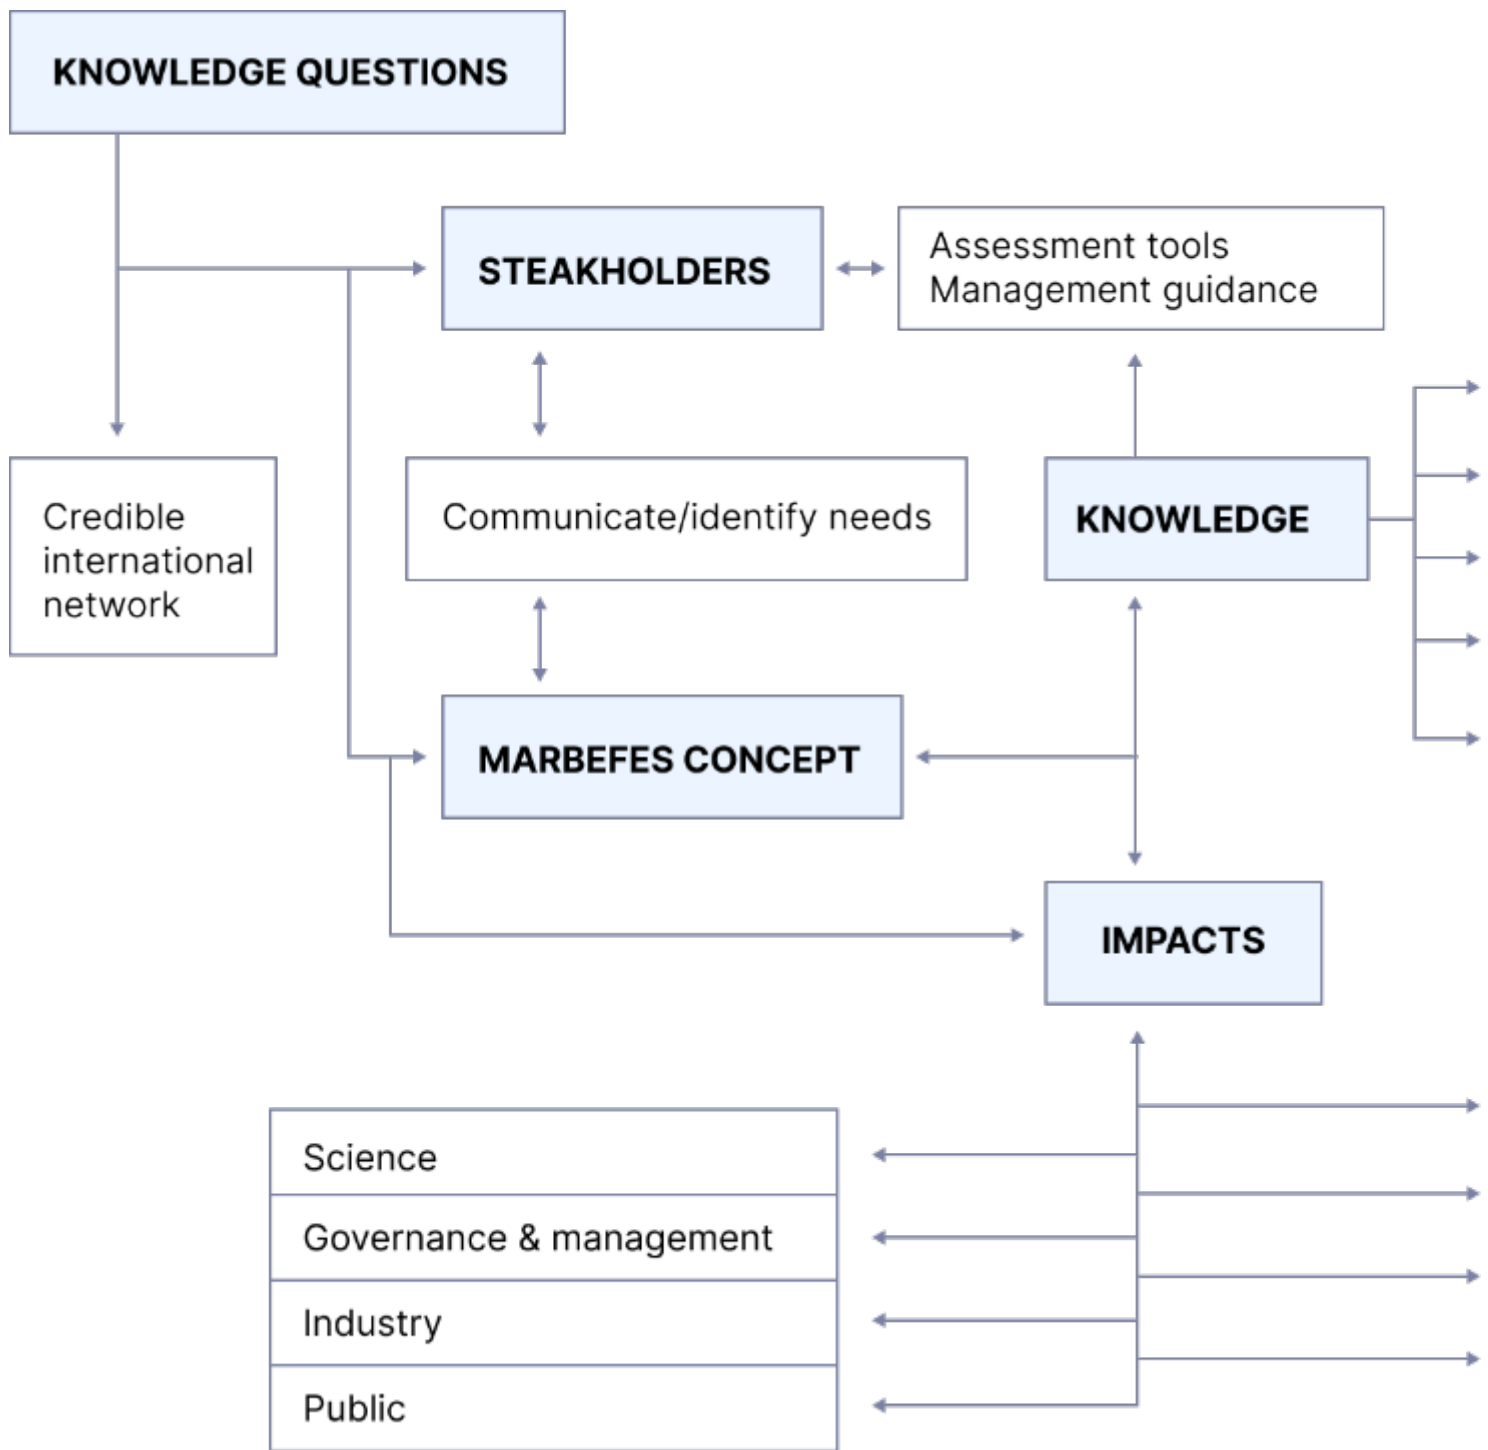 KNOWLEDGE QUESTIONS
STEAKHOLDERS
Assessment tools
Management guidance
Credible
international
network
Communicate/identify needs
KNOWLEDGE
MARBEFES CONCEPT
IMPACTS
Science
Governance & management
Industry
Public